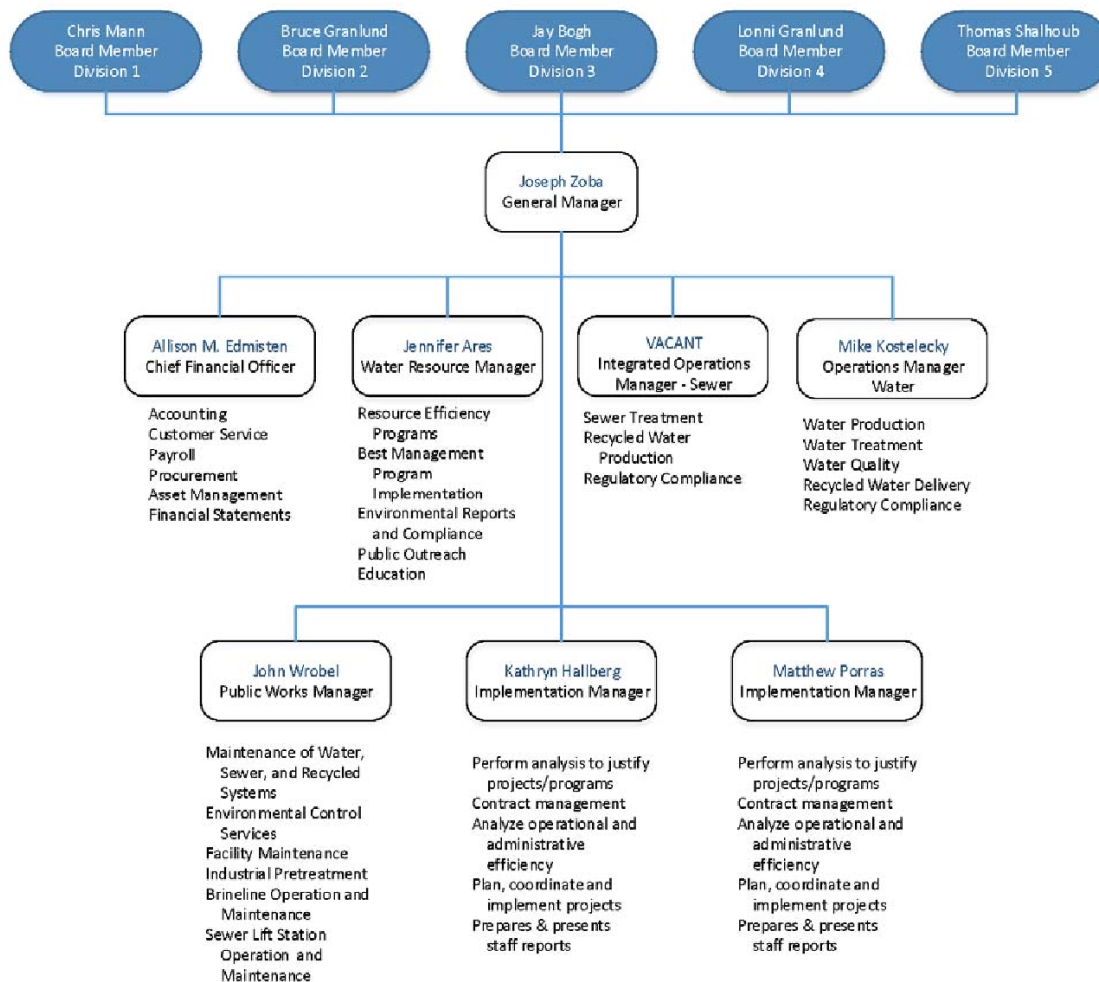 Chris Mann
Board Member
Division 1
Bruce Granlund
Board Member
Division 2
Jay Bogh
Board Member
Division 3
Lonni Granlund
Board Member
Division 4
Thomas Shalhoub
Board Member
Division 5
Joseph Zoba
General Manager
Allison M. Edmisten
Chief Financial Officer
Accounting
Customer Service
Payroll
Procurement
Asset Management
Financial Statements
Jennifer Ares
Water Resource Manager
Resource Efficiency
Programs
Best Management
Program
Implementation
Environmental Reports
and Compliance
Public Outreach
Education
VACANT
Integrated Operations
Manager - Sewer
Sewer Treatment
Recycled Water
Production
Regulatory Compliance
Mike Kostelecky
Operations Manager
Water
Water Production
Water Treatment
Water Quality
Recycled Water Delivery
Regulatory Compliance
John Wrobel
Public Works Manager
Maintenance of Water,
Sewer, and Recycled
Systems
Environmental Control
Services
Facility Maintenance
Industrial Pretreatment
Brineline Operation and
Maintenance
Sewer Lift Station
Operation and
Maintenance
Kathryn Hallberg
Implementation Manager
Perform analysis to justify
projects/programs
Contract management
Analyze operational and
administrative
efficiency
Plan, coordinate and
implement projects
Prepares & presents
staff reports
Matthew Porras
Implementation Manager
Perform analysis to justify
projects/programs
Contract management
Analyze operational and
administrative
efficiency
Plan, coordinate and
implement projects
Prepares & presents
staff reports